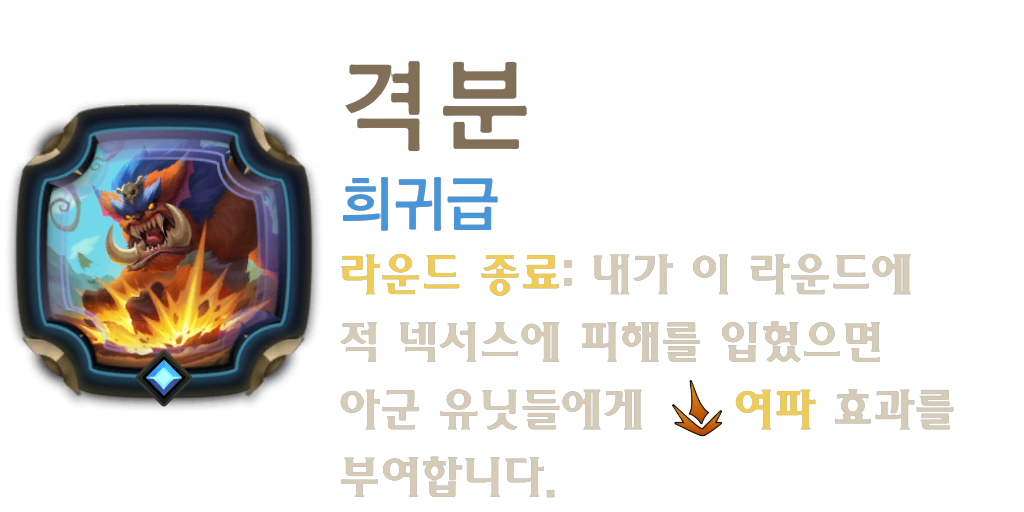 격분
희귀급
라운드 종료: 내가 이 라운드에
적 넥서스에 피해를 입혔으면
아군 유닛들에게 여파 효과를
부여합니다.